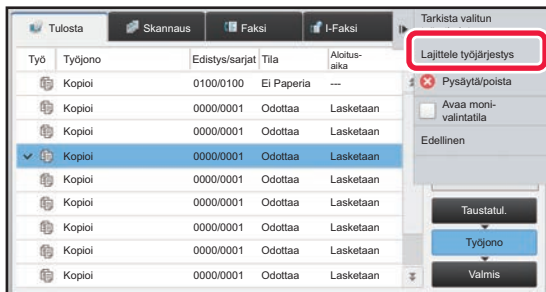 Tulosta Skannaus Faksi I-Faksi
Työ Työjono Edistys/sarjat Tila Aloitus-
aika
Kopioi 0100/0100 Ei Paperia ---
Kopioi 0000/0001 Odottaa Lasketaan
Kopioi 0000/0001 Odottaa Lasketaan
Kopioi 0000/0001 Odottaa Lasketaan
Kopioi 0000/0001 Odottaa Lasketaan
Kopioi 0000/0001 Odottaa Lasketaan
Kopioi 0000/0001 Odottaa Lasketaan
Kopioi 0000/0001 Odottaa Lasketaan
Kopioi 0000/0001 Odottaa Lasketaan
Tarkista valitun
Lajittele työjärjestys
Pysäytä/poista
Avaa moni-
valintatila
Edellinen
Taustatul.
Työjono
Valmis